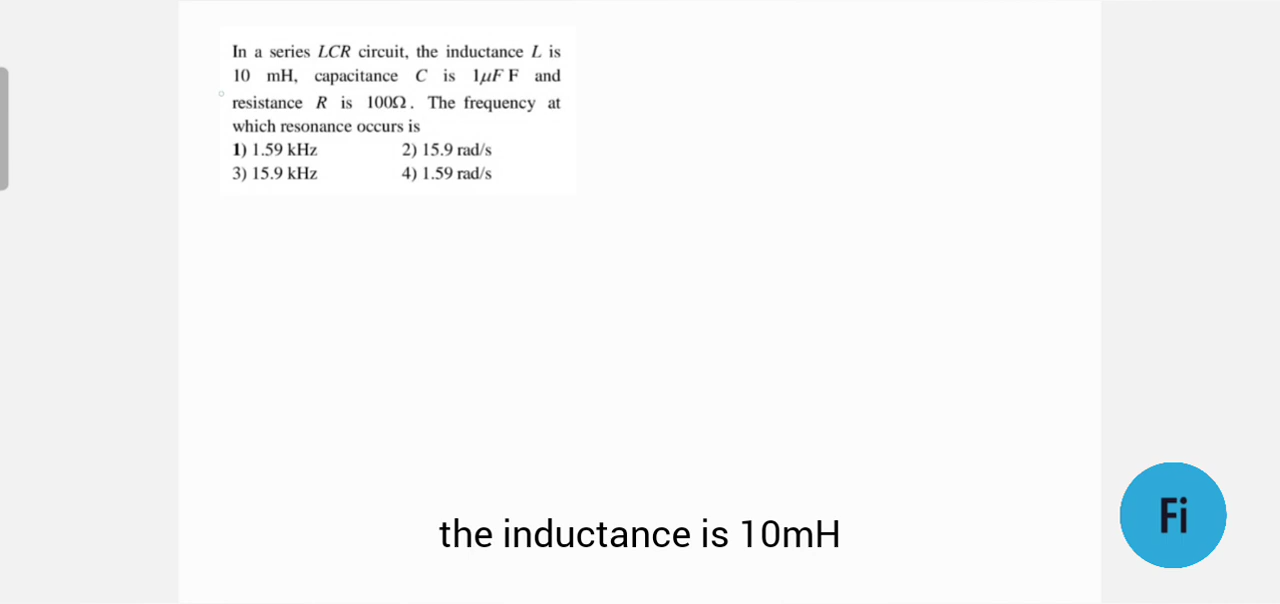 In a series LCR circuit, the inductance L is
10 mH, capacitance C is 1μF F and
resistance R is 100Ω. The frequency at
which resonance occurs is
1) 1.59 kHz 2) 15.9 rad/s
3) 15.9 kHz 4) 1.59 rad/s
Fi
the inductance is 10mH